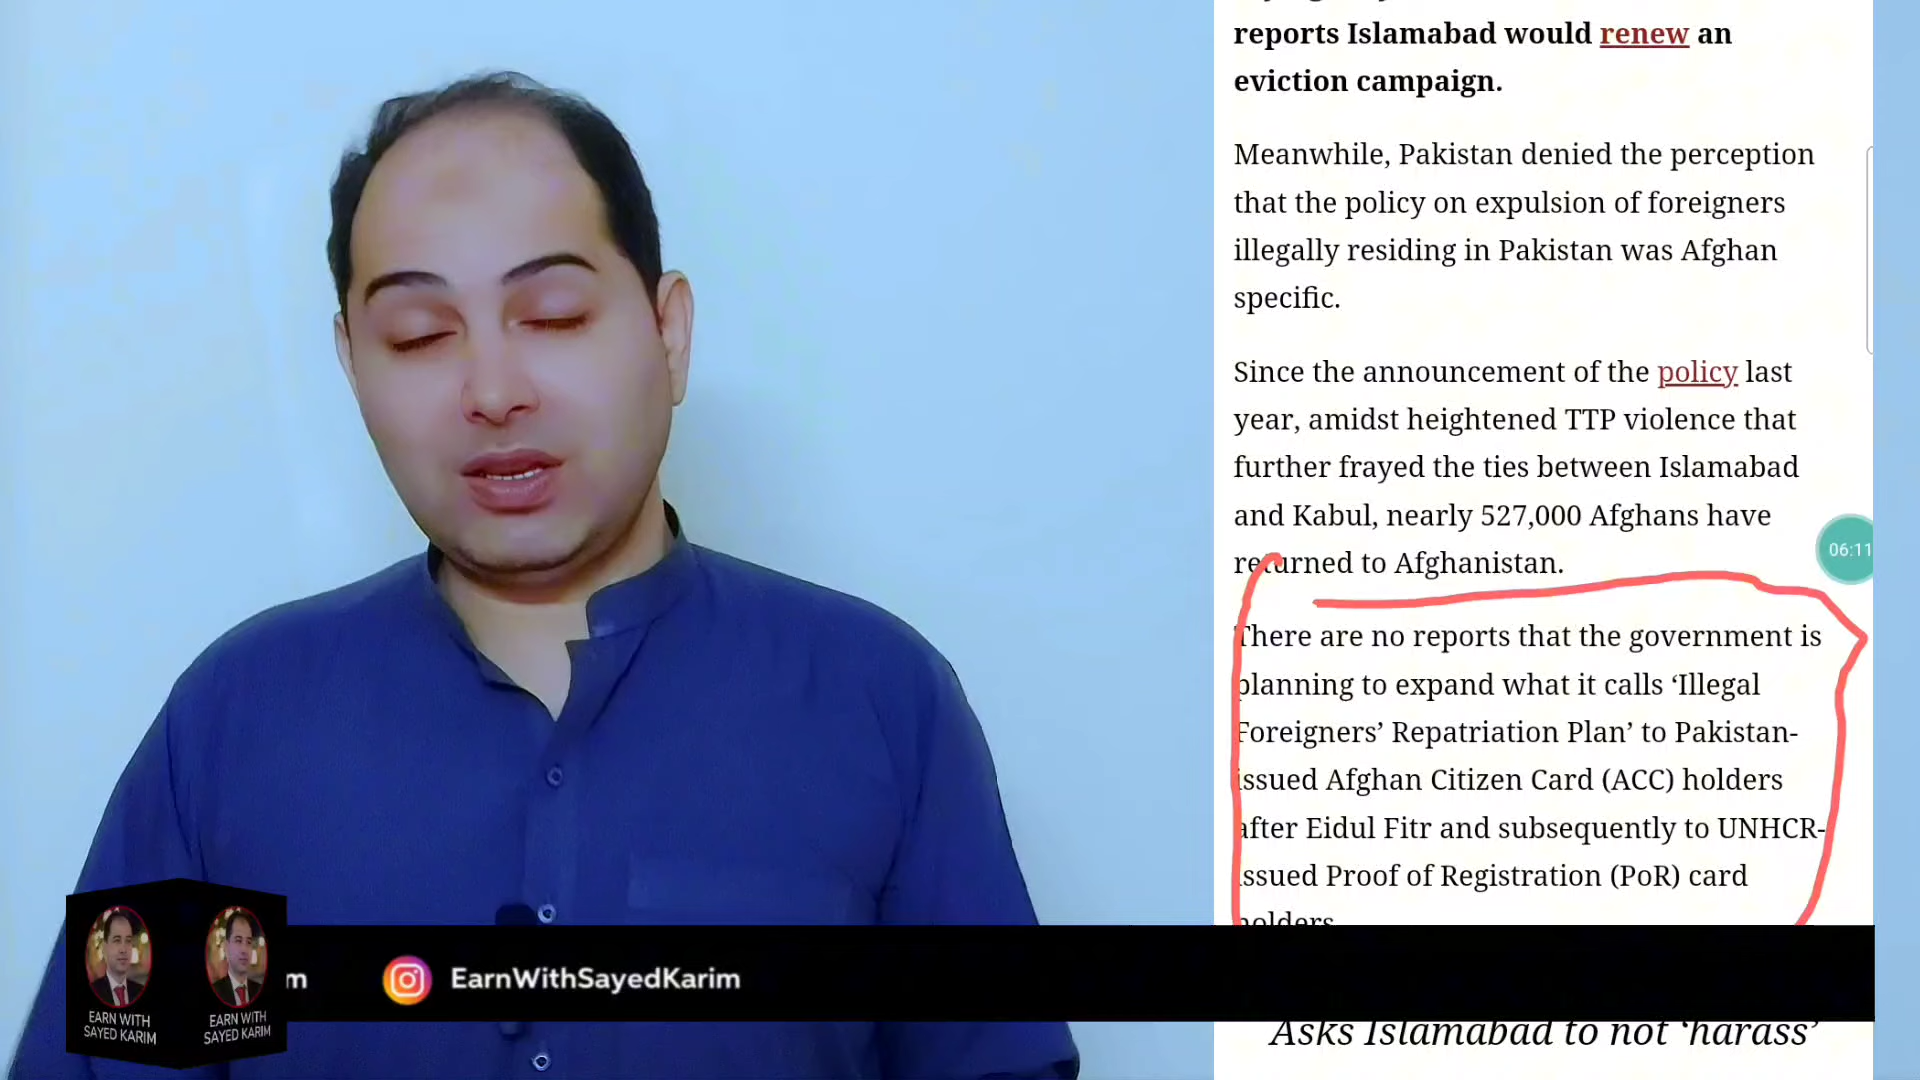 reports Islamabad would renew an
eviction campaign.
Meanwhile, Pakistan denied the perception
that the policy on expulsion of foreigners
illegally residing in Pakistan was Afghan
specific.
Since the announcement of the policy last
year, amidst heightened TTP violence that
further frayed the ties between Islamabad
and Kabul, nearly 527,000 Afghans have
returned to Afghanistan.
06:11
There are no reports that the government is
planning to expand what it calls ‘Illegal
Foreigners’ Repatriation Plan’ to Pakistan-
issued Afghan Citizen Card (ACC) holders
after Eidul Fitr and subsequently to UNHCR-
issued Proof of Registration (PoR) card
holders
m
EarnWithSayedKarim
EARN WITH
SAYED KARIM
EARN WITH
SAYED KARIM
Asks Islamabad to not ‘harass’